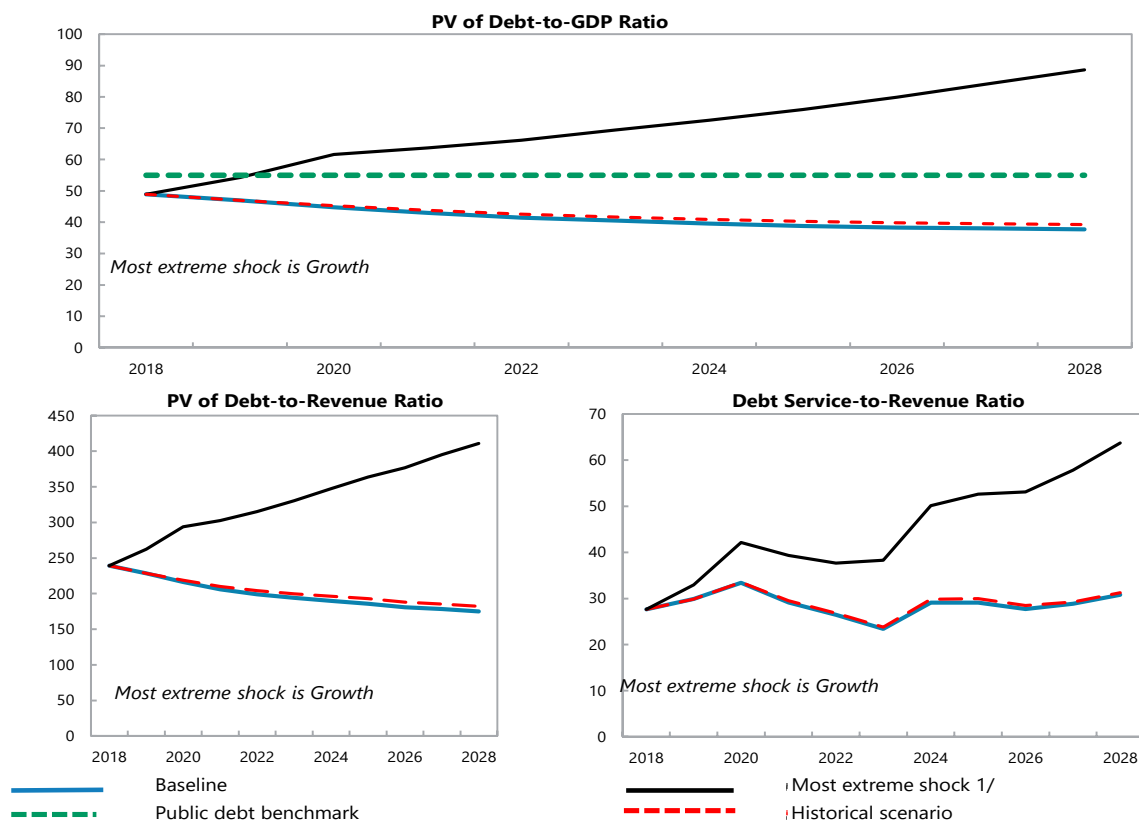 PV of Debt-to-GDP Ratio
100
90
80
70
60
50
40
30
20
10
0
Most extreme shock is Growth
2018 2020 2022 2024 2026 2028
PV of Debt-to-Revenue Ratio
450
400
350
300
250
200
150
100
50
0
Most extreme shock is Growth
2018 2020 2022 2024 2026 2028
Debt Service-to-Revenue Ratio
70
60
50
40
30
20
10
0
Most extreme shock is Growth
2018 2020 2022 2024 2026 2028
Baseline
Most extreme shock 1/
Public debt benchmark
Historical scenario